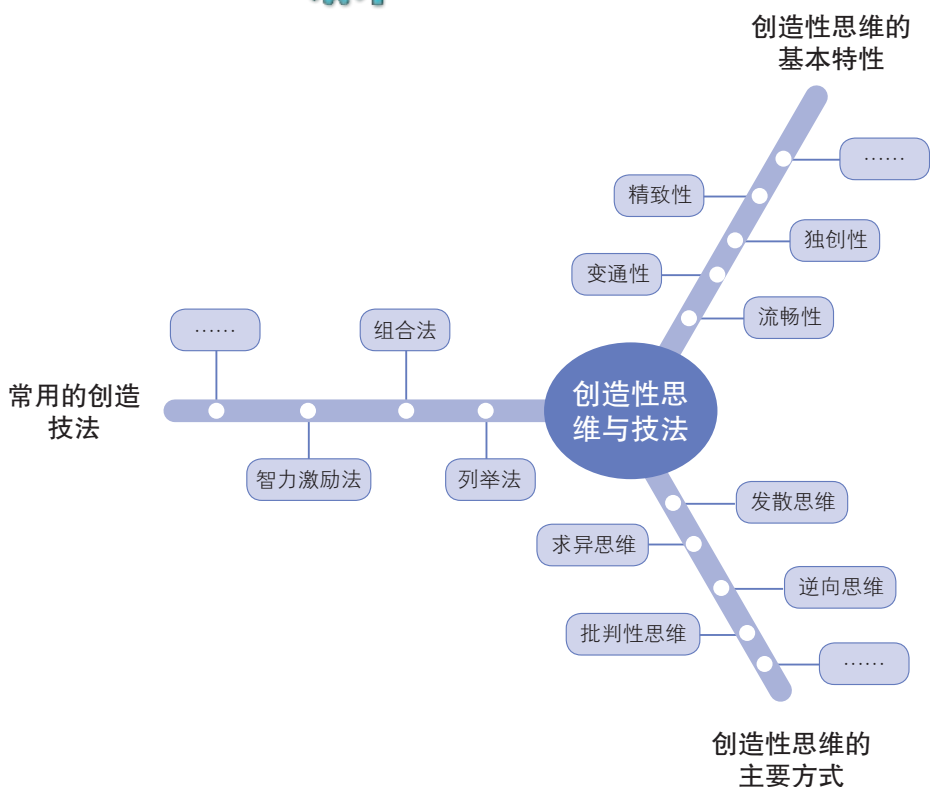 创造性思维的
基本特性
……
精致性
独创性
变通性
流畅性
……
组合法
常用的创造
技法
智力激励法
列举法
创造性思
维与技法
发散思维
求异思维
逆向思维
批判性思维
……
创造性思维的
主要方式